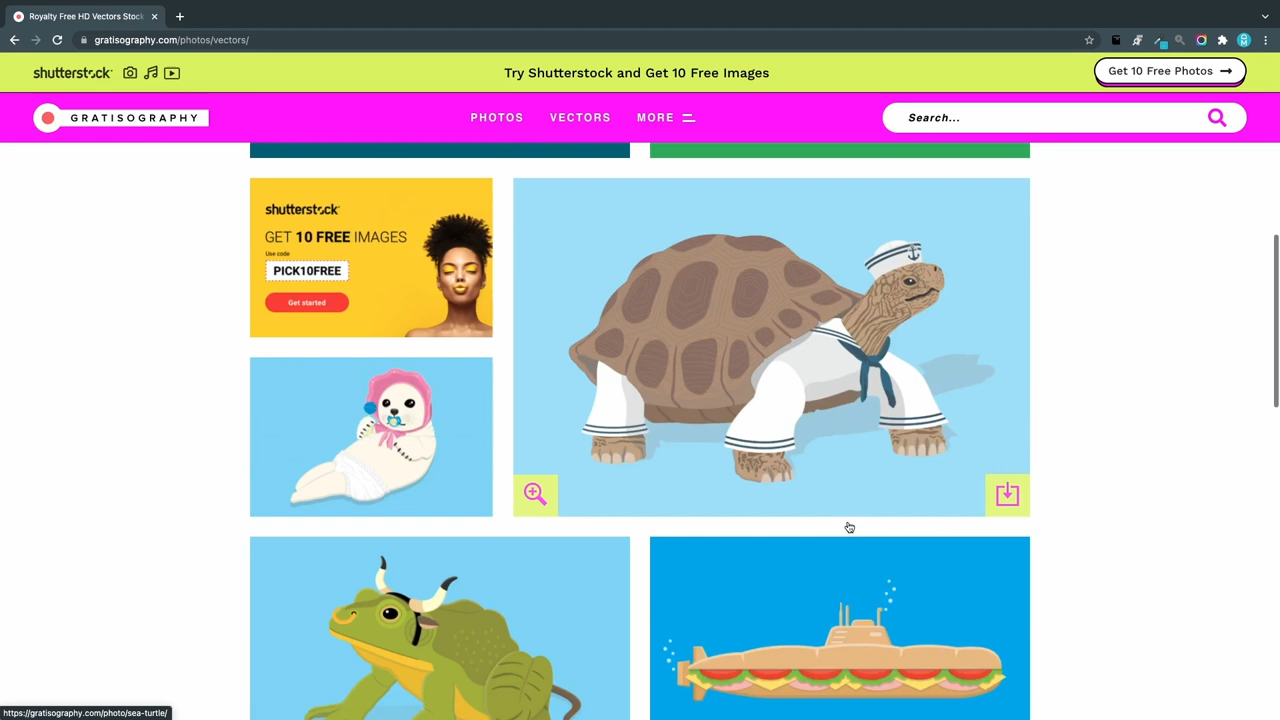 Royalty Free HD Vectors Stock
gratisography.com/photos/vectors/
shutterstock
Try Shutterstock and Get 10 Free Images
Get 10 Free Photos
GRATISOGRAPHY
PHOTOS
VECTORS
MORE
Search...
shutterstock
GET 10 FREE IMAGES
Use code
PICK10FREE
Get started
https://gratisography.com/photo/sea-turtle/